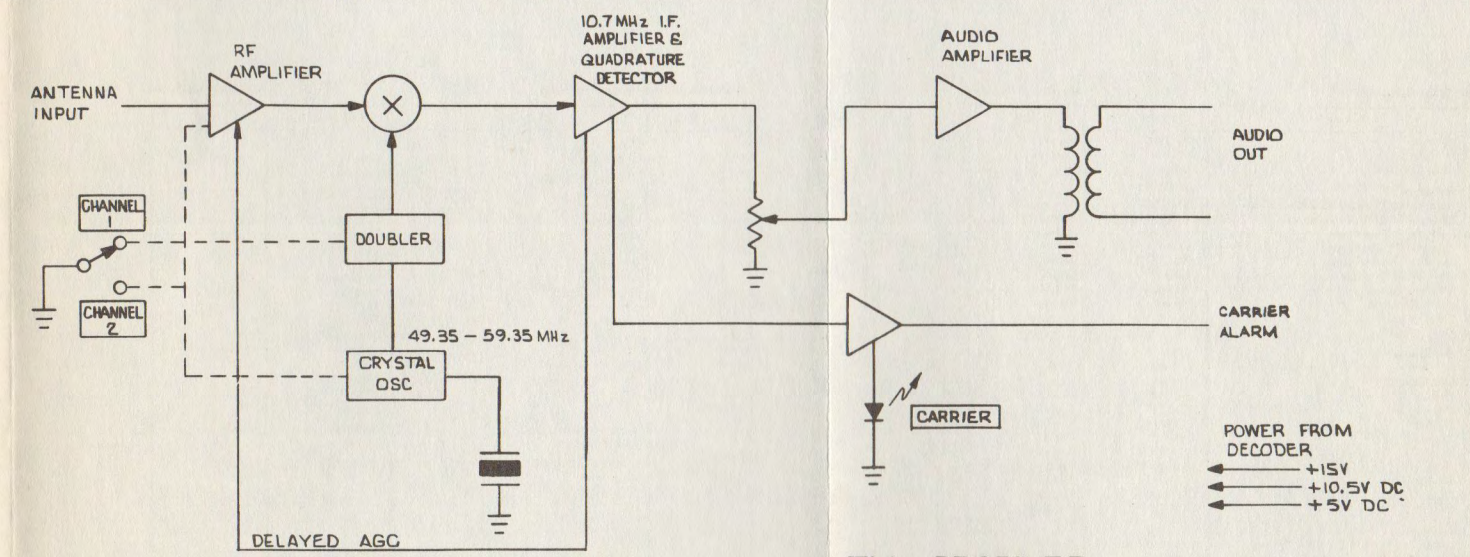 10.7 MHz I.F.
AMPLIFIER &
QUADRATURE
DETECTOR
RF
AMPLIFIER
AUDIO
AMPLIFIER
ANTENNA
INPUT
AUDIO
OUT
CHANNEL
1
DOUBLER
CHANNEL
2
49.35 - 59.35 MHz
CRYSTAL
OSC
CARRIER
ALARM
CARRIER
POWER FROM
DECODER
+15V
+10.5V DC
+5V DC
DELAYED AGC